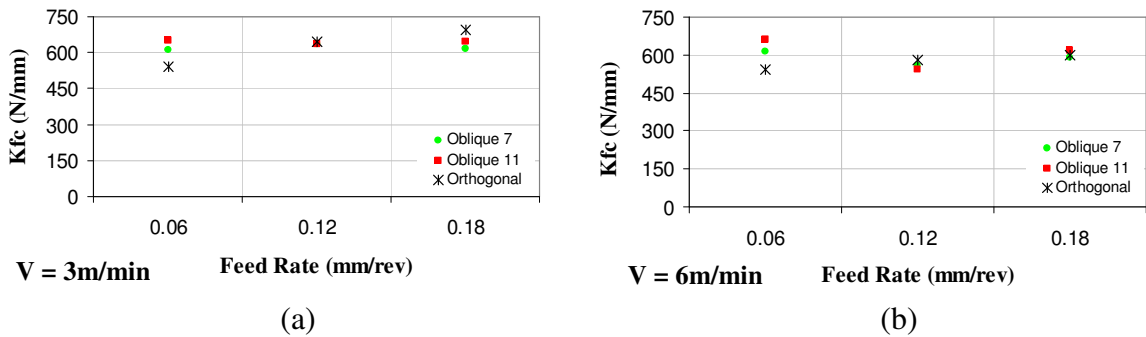 750
600
450
300
150
0
Kfc (N/mm)
Oblique 7
Oblique 11
Orthogonal
0.06 0.12 0.18
V = 3m/min Feed Rate (mm/rev)
(a)
750
600
450
300
150
0
Kfc (N/mm)
Oblique 7
Oblique 11
Orthogonal
0.06 0.12 0.18
V = 6m/min Feed Rate (mm/rev)
(b)